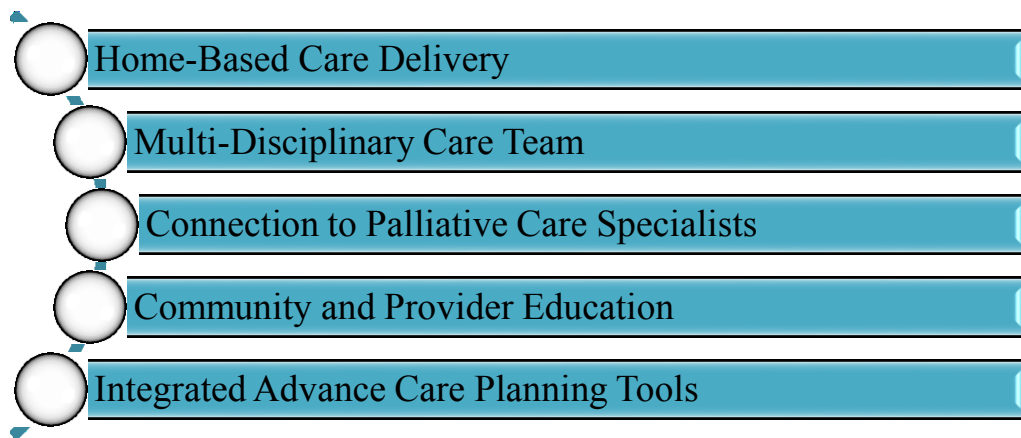 Home-Based Care Delivery
Multi-Disciplinary Care Team
Connection to Palliative Care Specialists
Community and Provider Education
Integrated Advance Care Planning Tools